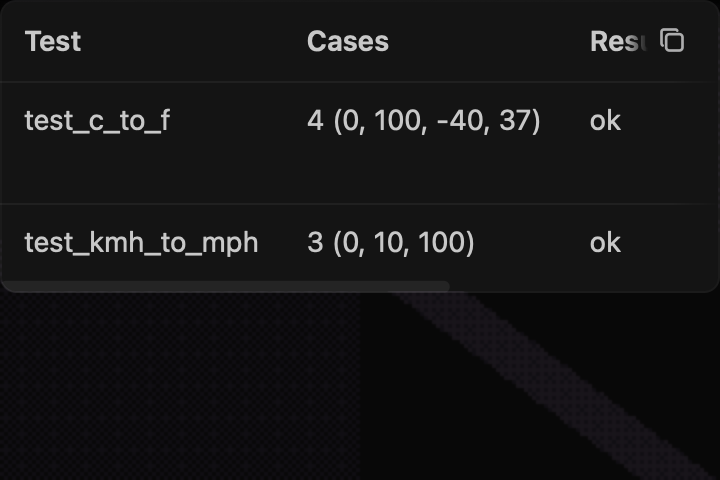 Test Cases
test_c_to_f 4 (0, 100, -40, 37) ok
test_kmh_to_mph 3 (0, 10, 100) ok